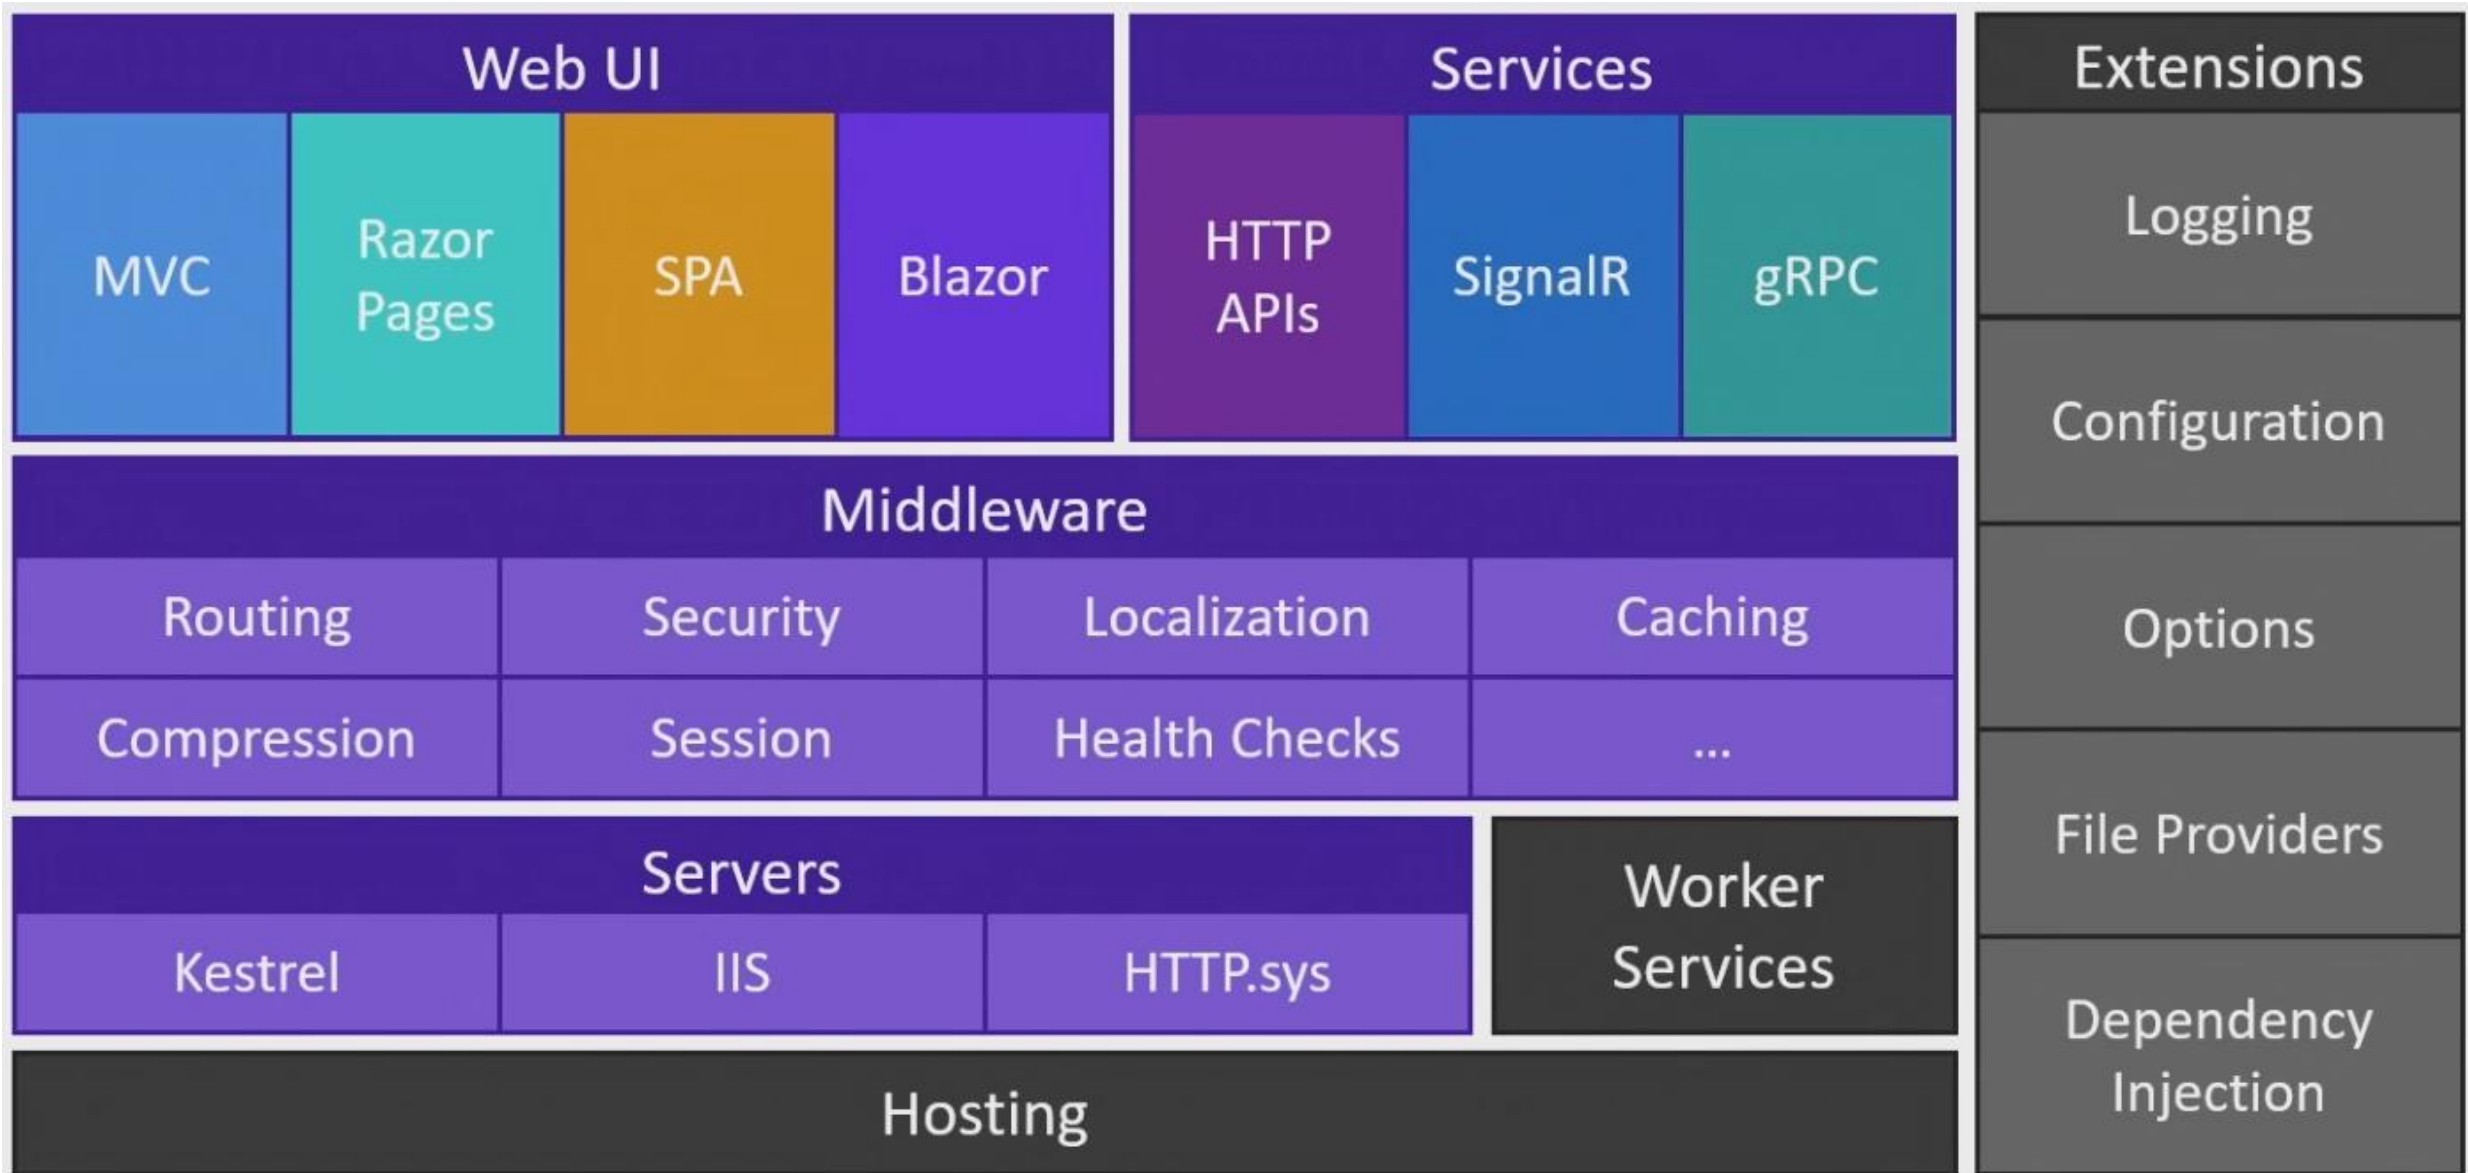 Web UI
MVC
Razor
Pages
SPA
Blazor
Services
HTTP
APIs
SignalR
gRPC
Middleware
Routing
Security
Localization
Caching
Compression
Session
Health Checks
...
Servers
Kestrel
IIS
HTTP.sys
Worker
Services
Hosting
Extensions
Logging
Configuration
Options
File Providers
Dependency
Injection